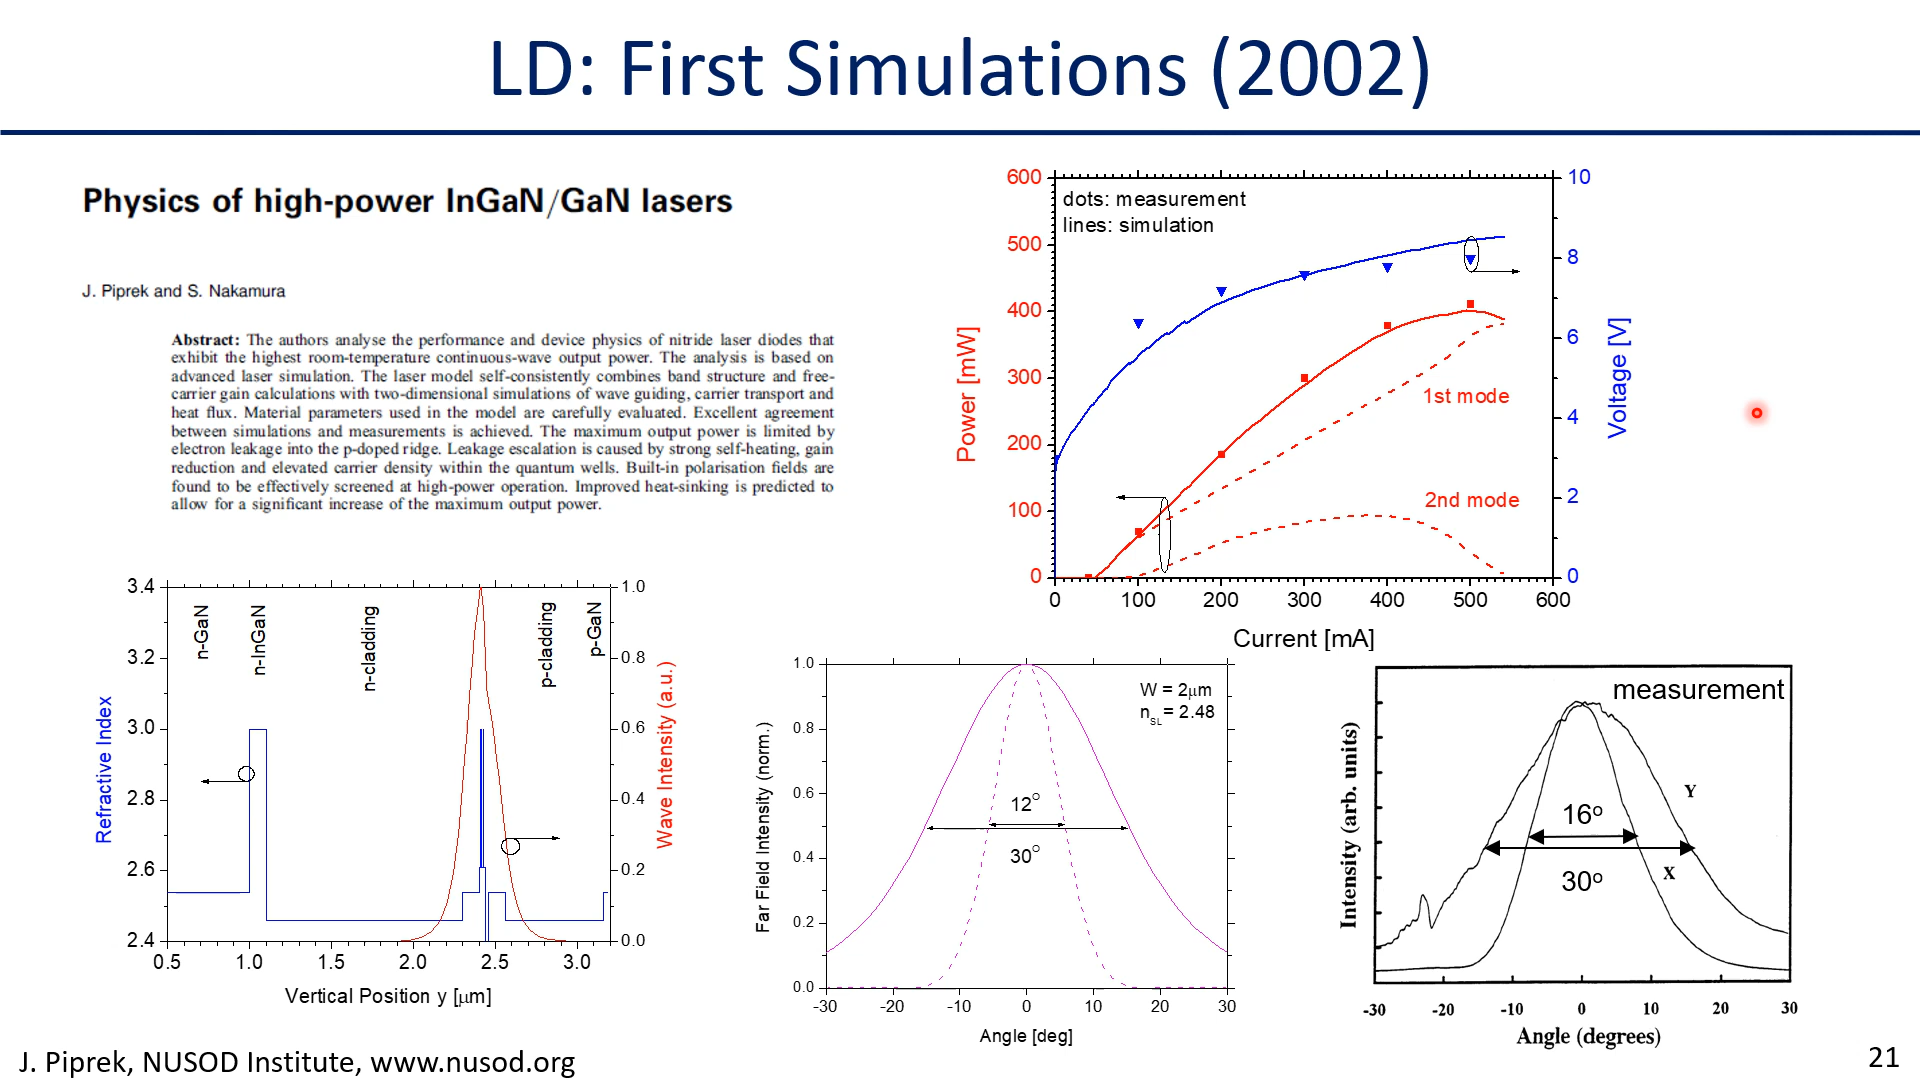 LD: First Simulations (2002)
Physics of high-power InGaN/GaN lasers
J. Piprek and S. Nakamura
Abstract: The authors analyse the performance and device physics of nitride laser diodes that
exhibit the highest room-temperature continuous-wave output power. The analysis is based on
advanced laser simulation. The laser model self-consistently combines band structure and free-
carrier gain calculations with two-dimensional simulations of wave guiding, carrier transport and
heat flux. Material parameters used in the model are carefully evaluated. Excellent agreement
between simulations and measurements is achieved. The maximum output power is limited by
electron leakage into the p-doped ridge. Leakage escalation is caused by strong self-heating, gain
reduction and elevated carrier density within the quantum wells. Built-in polarisation fields are
found to be effectively screened at high-power operation. Improved heat-sinking is predicted to
allow for a significant increase of the maximum output power.
600
500
400
300
200
100
0
Power [mW]
dots: measurement
lines: simulation
1st mode
2nd mode
10
8
6
4
2
0
Voltage [V]
0 100 200 300 400 500 600
Current [mA]
3.4
3.2
3.0
2.8
2.6
2.4
Refractive Index
n-GaN
n-InGaN
n-cladding
p-cladding
p-GaN
1.0
0.8
0.6
0.4
0.2
0.0
Wave Intensity (a.u.)
0.5 1.0 1.5 2.0 2.5 3.0
Vertical Position y [μm]
1.0
0.8
0.6
0.4
0.2
0.0
Far Field Intensity (norm.)
W = 2μm
nSL= 2.48
12°
30°
-30 -20 -10 0 10 20 30
Angle [deg]
measurement
Intensity (arb. units)
Y
16o
X
30o
-30 -20 -10 0 10 20 30
Angle (degrees)
J. Piprek, NUSOD Institute, www.nusod.org
21